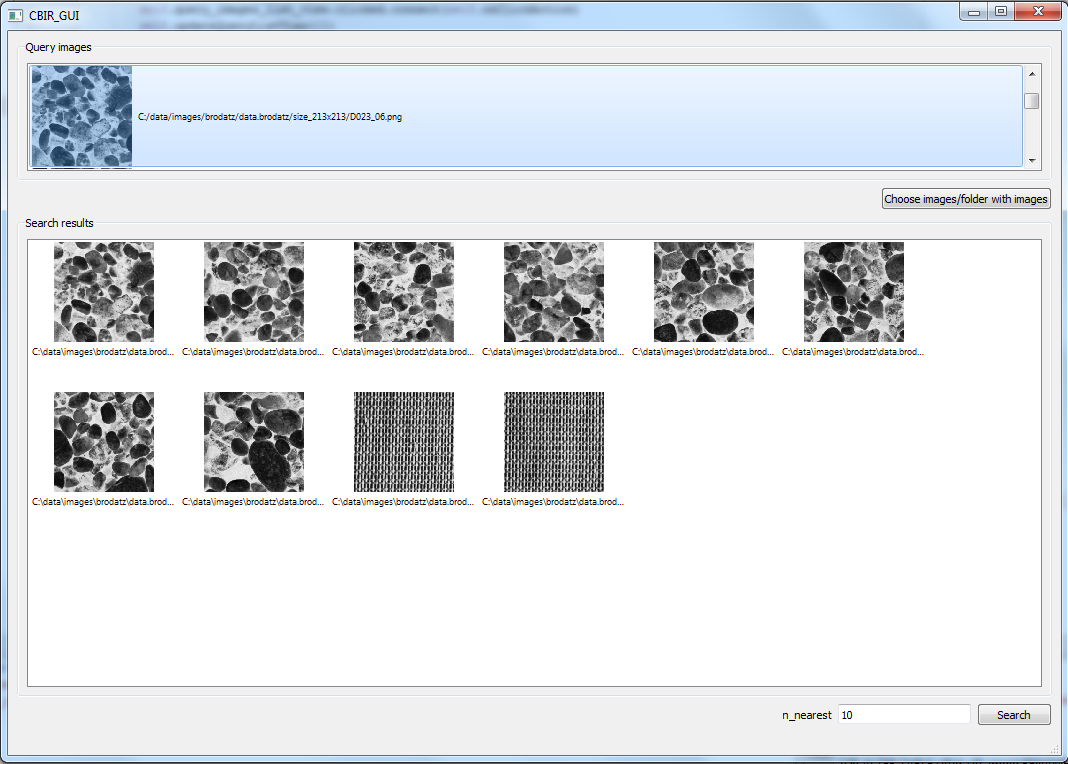 CBIR_GUI
Query images
C:/data/images/brodatz/data.brodatz/size_213x213/D023_06.png
Choose images/folder with images
Search results
C:\data\images\brodatz\data.brod... C:\data\images\brodatz\data.brod... C:\data\images\brodatz\data.brod... C:\data\images\brodatz\data.brod... C:\data\images\brodatz\data.brod... C:\data\images\brodatz\data.brod...
C:\data\images\brodatz\data.brod... C:\data\images\brodatz\data.brod... C:\data\images\brodatz\data.brod... C:\data\images\brodatz\data.brod...
n_nearest 10 Search